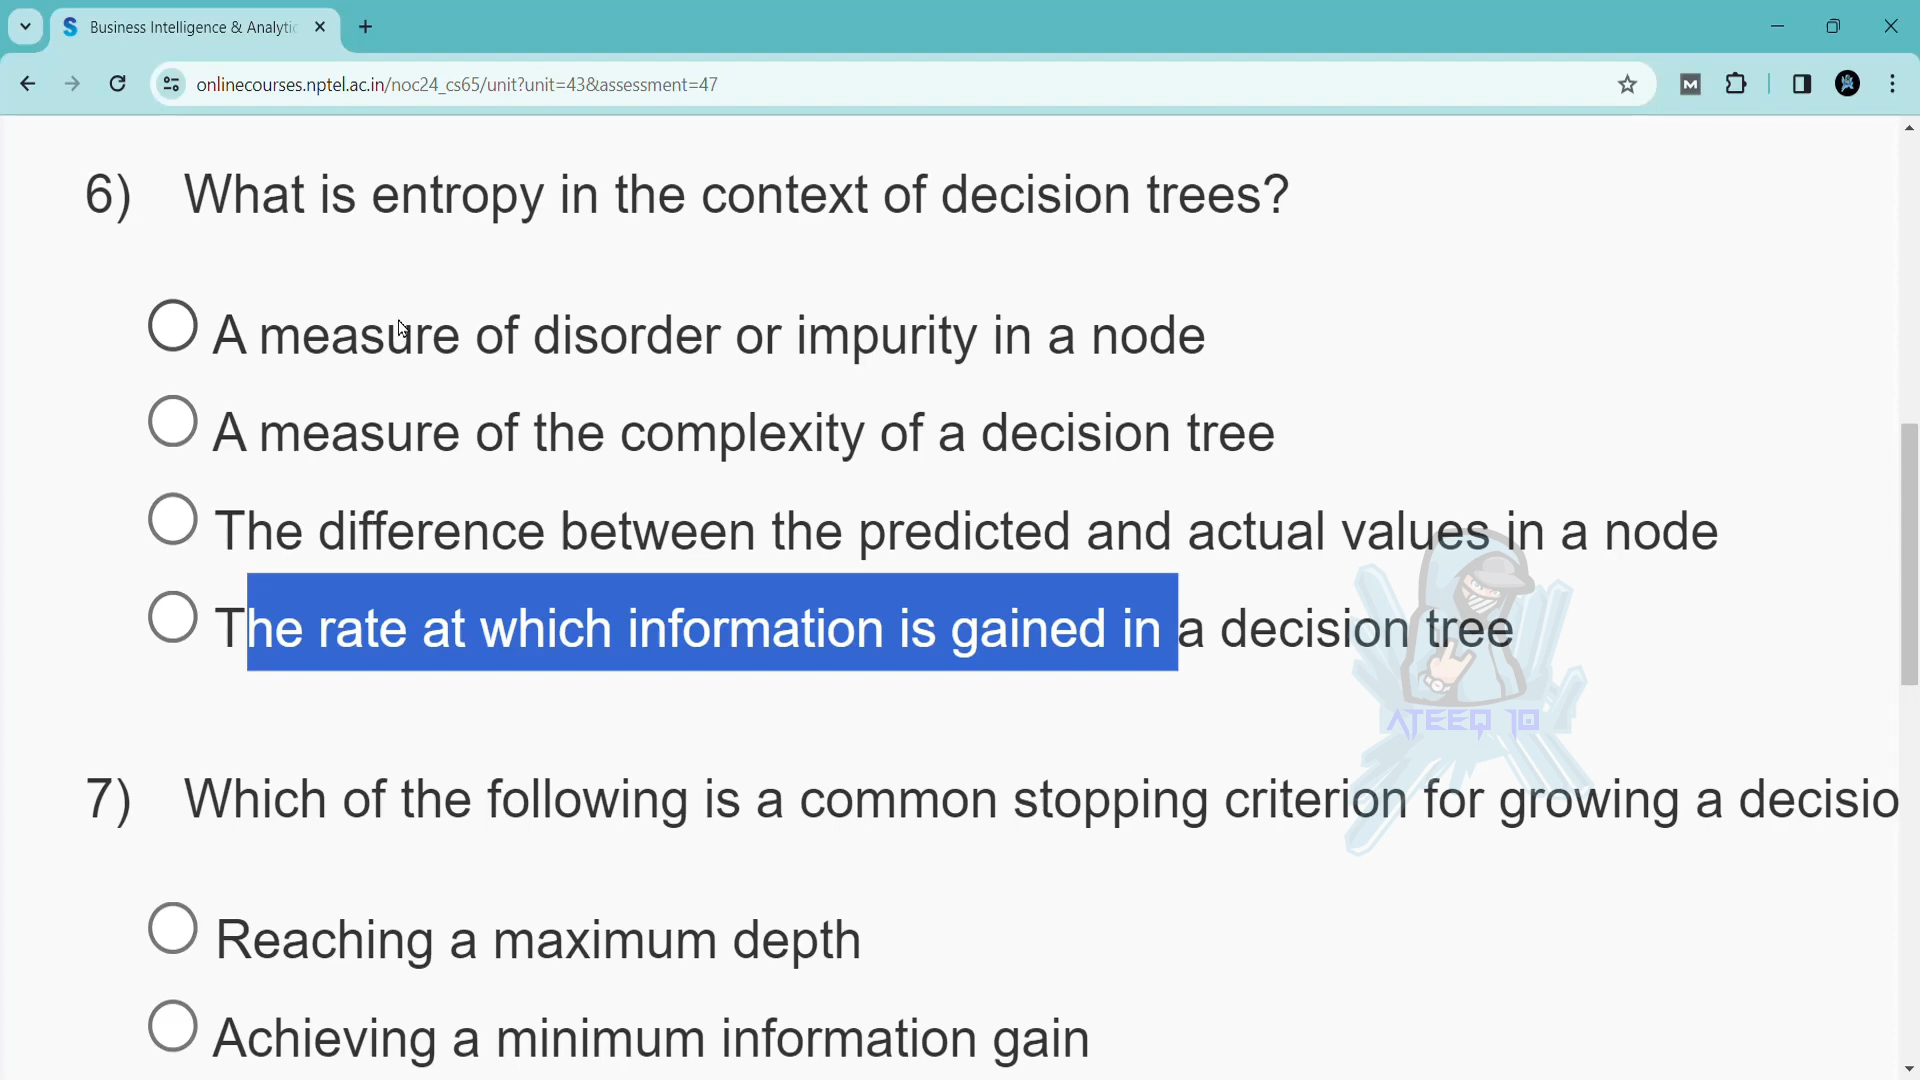 Business Intelligence & Analytic
onlinecourses.nptel.ac.in/noc24_cs65/unit?unit=43&assessment=47
6) What is entropy in the context of decision trees?
A measure of disorder or impurity in a node
A measure of the complexity of a decision tree
The difference between the predicted and actual values in a node
The rate at which information is gained in a decision tree
ATEEQ 10
7) Which of the following is a common stopping criterion for growing a decisio
Reaching a maximum depth
Achieving a minimum information gain